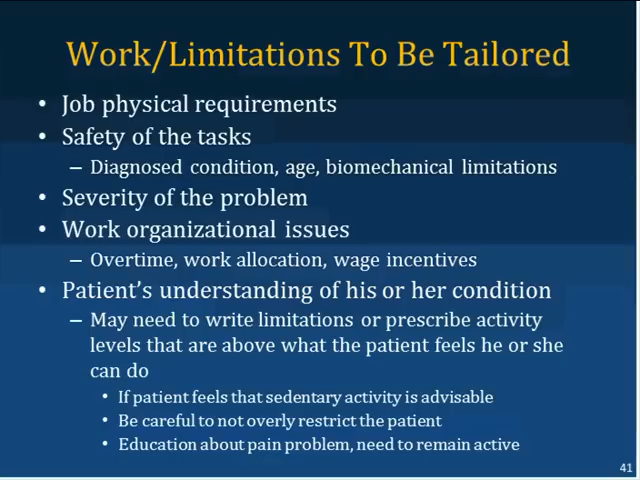 Work/Limitations To Be Tailored
• Job physical requirements
• Safety of the tasks
– Diagnosed condition, age, biomechanical limitations
• Severity of the problem
• Work organizational issues
– Overtime, work allocation, wage incentives
• Patient's understanding of his or her condition
– May need to write limitations or prescribe activity
levels that are above what the patient feels he or she
can do
• If patient feels that sedentary activity is advisable
• Be careful to not overly restrict the patient
• Education about pain problem, need to remain active
41